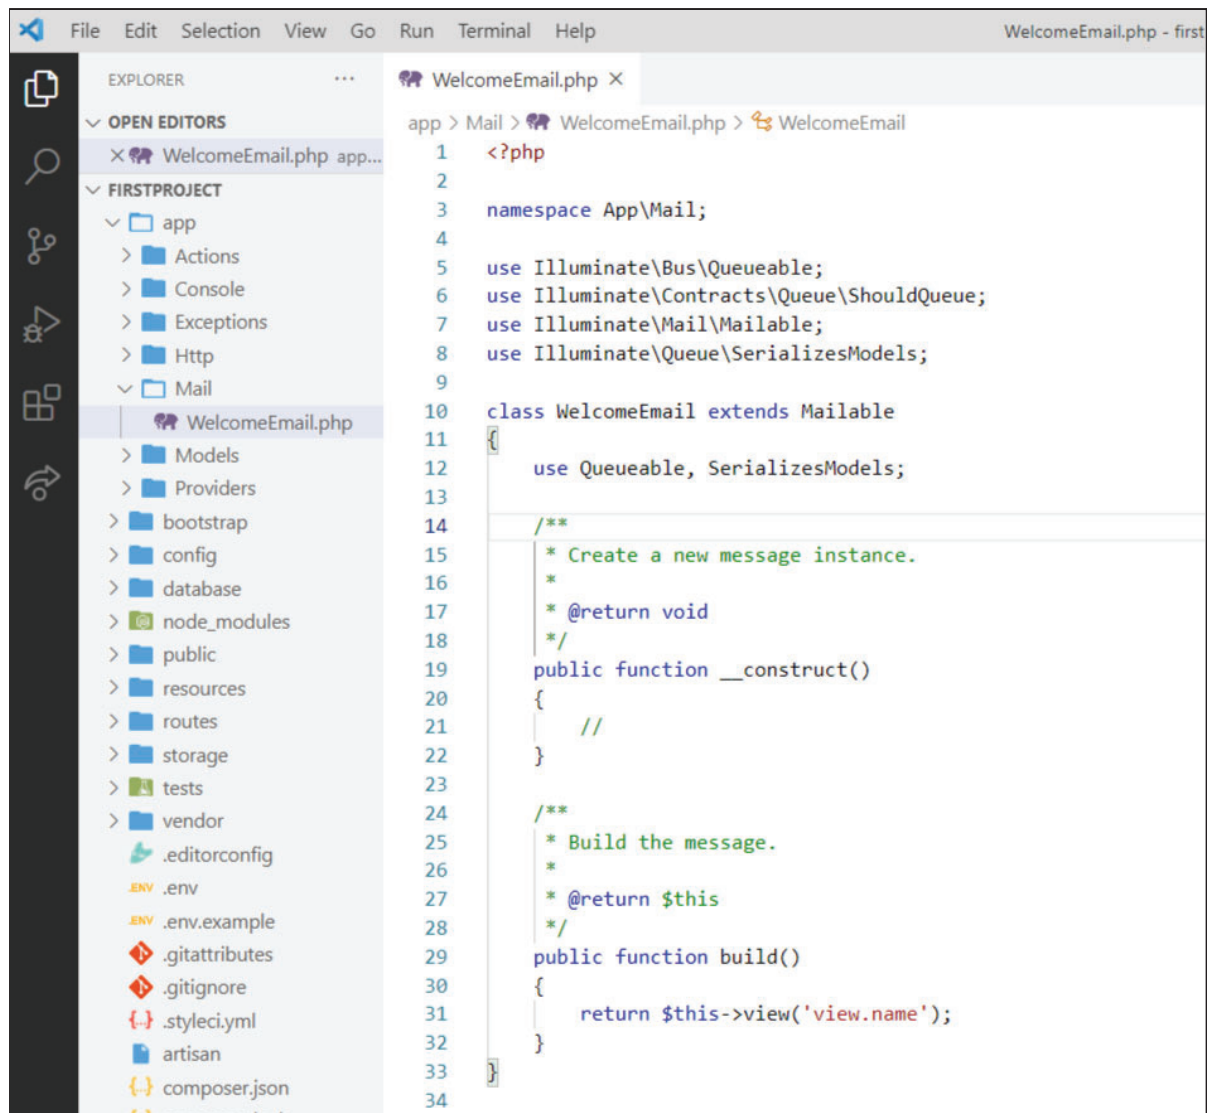 File Edit Selection View Go Run Terminal Help WelcomeEmail.php - first
EXPLORER ···
OPEN EDITORS
WelcomeEmail.php app...
FIRSTPROJECT
app
Actions
Console
Exceptions
Http
Mail
WelcomeEmail.php
Models
Providers
bootstrap
config
database
node_modules
public
resources
routes
storage
tests
vendor
.editorconfig
.ENV .env
.ENV .env.example
.gitattributes
.gitignore
{..} .styleci.yml
artisan
{..} composer.json
WelcomeEmail.php ×
app > Mail > WelcomeEmail.php > WelcomeEmail
1 <?php
2
3 namespace App\Mail;
4
5 use Illuminate\Bus\Queueable;
6 use Illuminate\Contracts\Queue\ShouldQueue;
7 use Illuminate\Mail\Mailable;
8 use Illuminate\Queue\SerializesModels;
9
10 class WelcomeEmail extends Mailable
11 {
12     use Queueable, SerializesModels;
13
14     /**
15      * Create a new message instance.
16      *
17      * @return void
18      */
19     public function __construct()
20     {
21         //
22     }
23
24     /**
25      * Build the message.
26      *
27      * @return $this
28      */
29     public function build()
30     {
31         return $this->view('view.name');
32     }
33 }
34